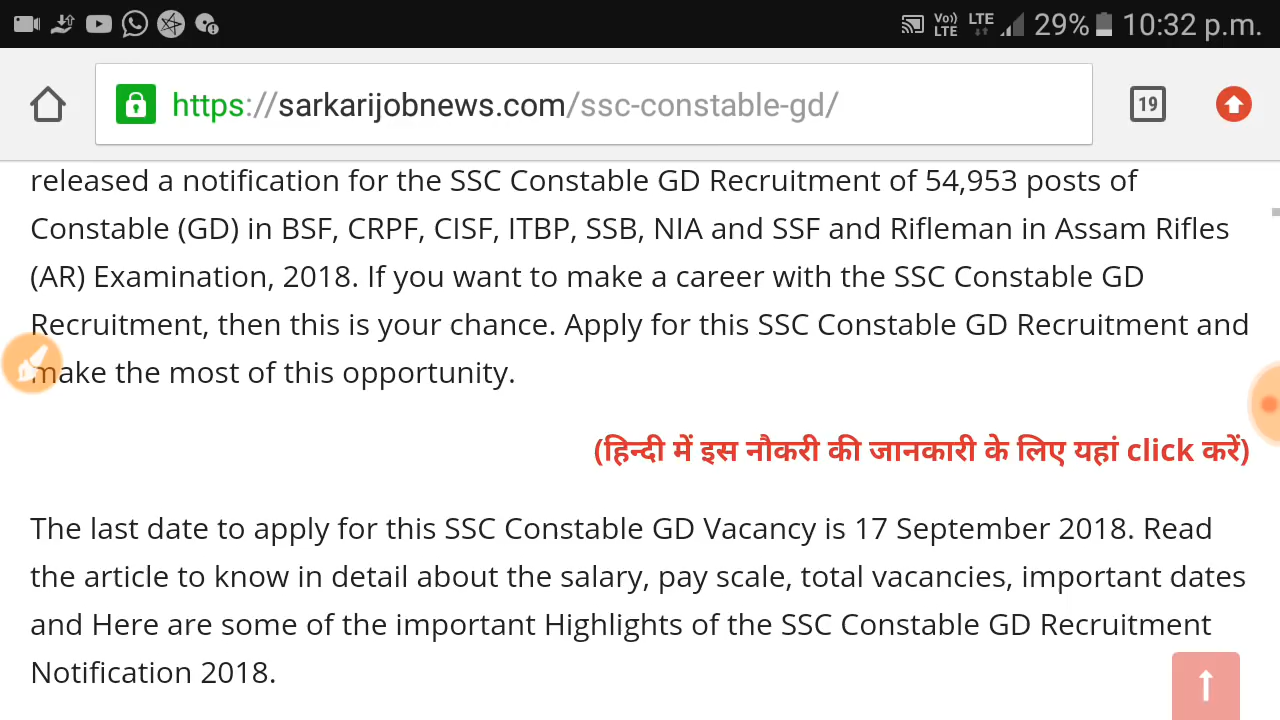 Vo)) LTE LTE 29% 10:32 p.m.
https://sarkarijobnews.com/ssc-constable-gd/ 19
released a notification for the SSC Constable GD Recruitment of 54,953 posts of
Constable (GD) in BSF, CRPF, CISF, ITBP, SSB, NIA and SSF and Rifleman in Assam Rifles
(AR) Examination, 2018. If you want to make a career with the SSC Constable GD
Recruitment, then this is your chance. Apply for this SSC Constable GD Recruitment and
make the most of this opportunity.
(हिन्दी में इस नौकरी की जानकारी के लिए यहां click करें)
The last date to apply for this SSC Constable GD Vacancy is 17 September 2018. Read
the article to know in detail about the salary, pay scale, total vacancies, important dates
and Here are some of the important Highlights of the SSC Constable GD Recruitment
Notification 2018.